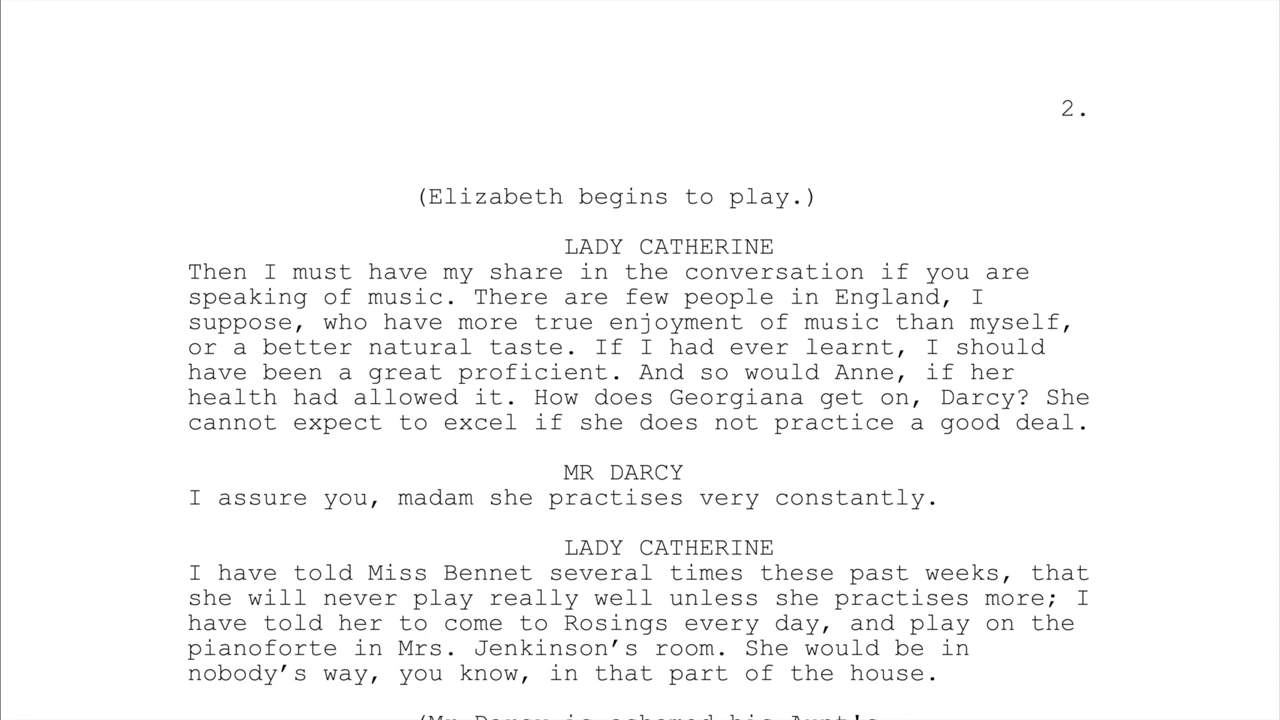 2.
(Elizabeth begins to play.)
LADY CATHERINE
Then I must have my share in the conversation if you are
speaking of music. There are few people in England, I
suppose, who have more true enjoyment of music than myself,
or a better natural taste. If I had ever learnt, I should
have been a great proficient. And so would Anne, if her
health had allowed it. How does Georgiana get on, Darcy? She
cannot expect to excel if she does not practice a good deal.
MR DARCY
I assure you, madam she practises very constantly.
LADY CATHERINE
I have told Miss Bennet several times these past weeks, that
she will never play really well unless she practises more; I
have told her to come to Rosings every day, and play on the
pianoforte in Mrs. Jenkinson’s room. She would be in
nobody’s way, you know, in that part of the house.
(Mr Darcy is ashamed his Aunt's